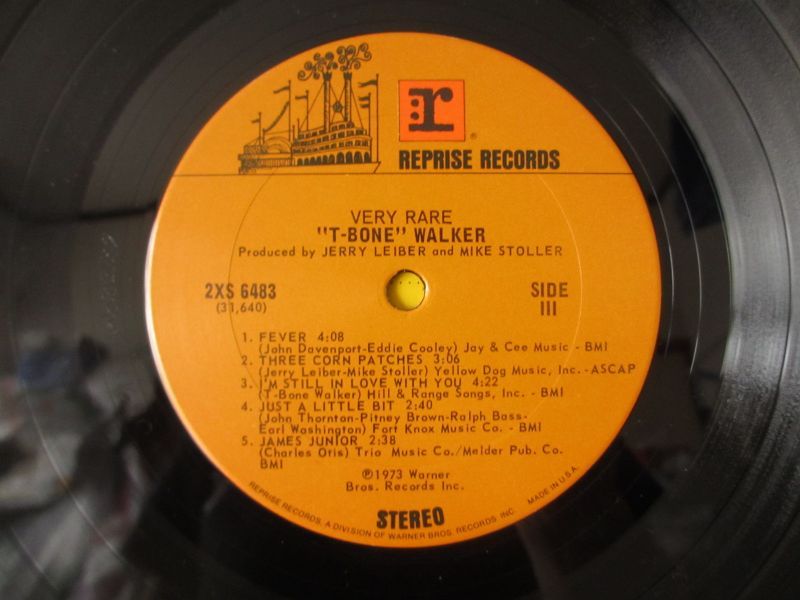 r®
REPRISE RECORDS
VERY RARE
"T-BONE" WALKER
Produced by JERRY LEIBER and MIKE STOLLER
2XS 6483
(31,640)
SIDE
III
1. FEVER 4:08
(John Davenport-Eddie Cooley) Jay & Cee Music - BMI
2. THREE CORN PATCHES 3:06
(Jerry Leiber-Mike Stoller) Yellow Dog Music, Inc. -ASCAP
3. I'M STILL IN LOVE WITH YOU 4:22
(T-Bone Walker) Hill & Range Songs, Inc. - BMI
4. JUST A LITTLE BIT 2:40
(John Thornton-Pitney Brown-Ralph Bass-
Earl Washington) Fort Knox Music Co. - BMI
5. JAMES JUNIOR 2:38
(Charles Otis) Trio Music Co./Melder Pub. Co.
BMI
℗1973 Warner
Bros. Records Inc.
STEREO
REPRISE RECORDS, A DIVISION OF WARNER BROS. RECORDS, INC. MADE IN U.S.A.